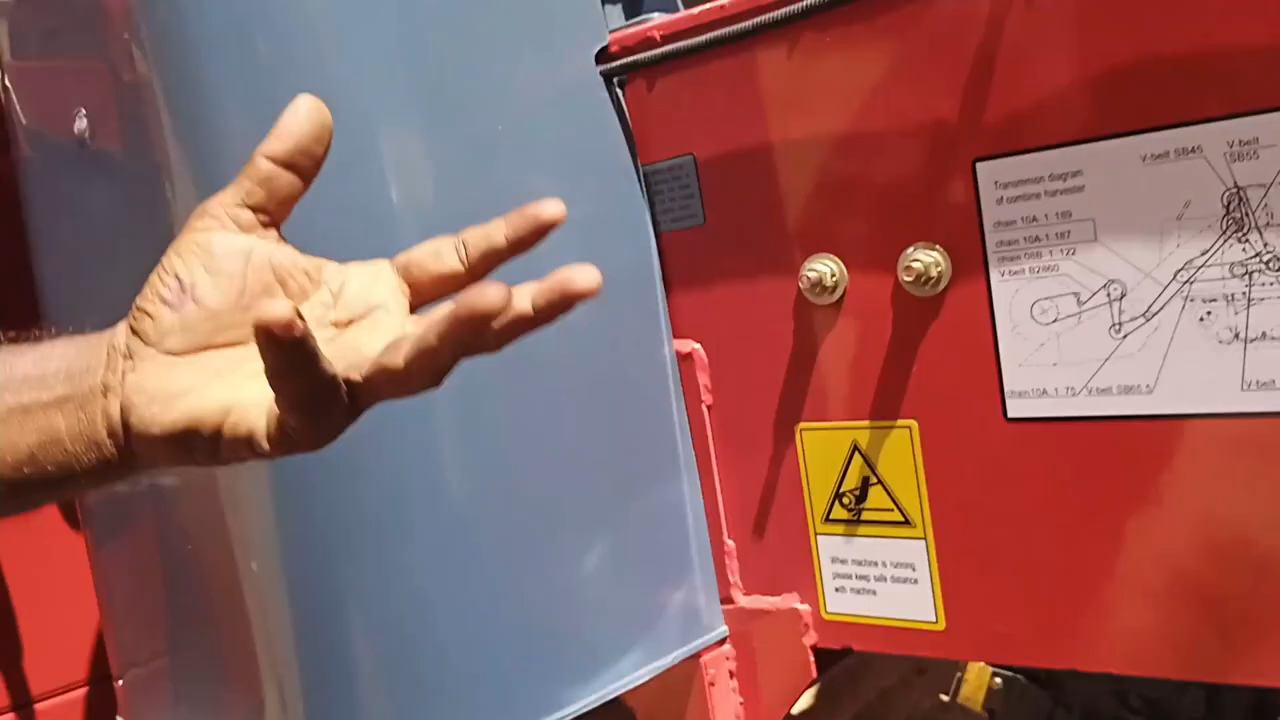 V-belt SB45
V-belt
SB55
Transmmion diagram
of combine harvester
chain 10A-1 189
chain 10A-1 187
chain 08B 1 122
V-belt B2860
chain10A 1 75
V-belt SB65.5
V-belt
When machine is running,
please keep safe distance
with machine.